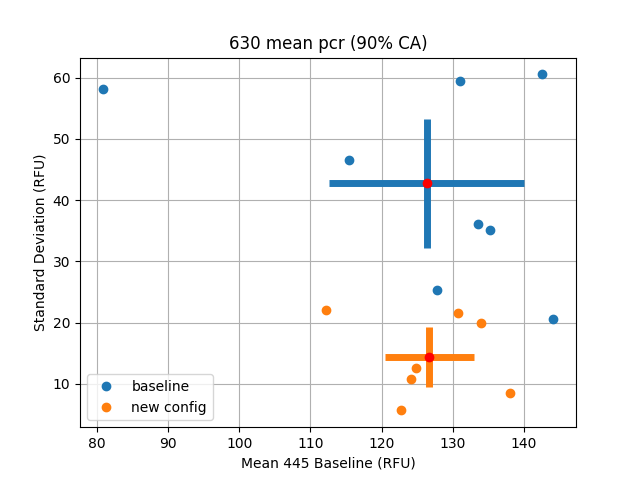 630 mean pcr (90% CA)
Standard Deviation (RFU)
60
50
40
30
20
10
baseline
new config
80 90 100 110 120 130 140
Mean 445 Baseline (RFU)